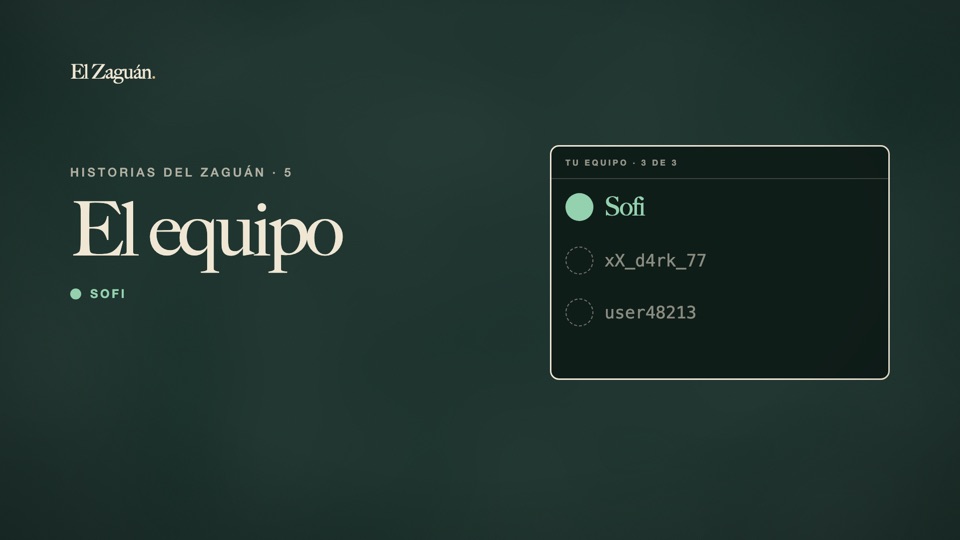 El Zaguán.
HISTORIAS DEL ZAGUÁN · 5
El equipo
SOFI
TU EQUIPO · 3 DE 3
Sofi
xX_d4rk_77
user48213